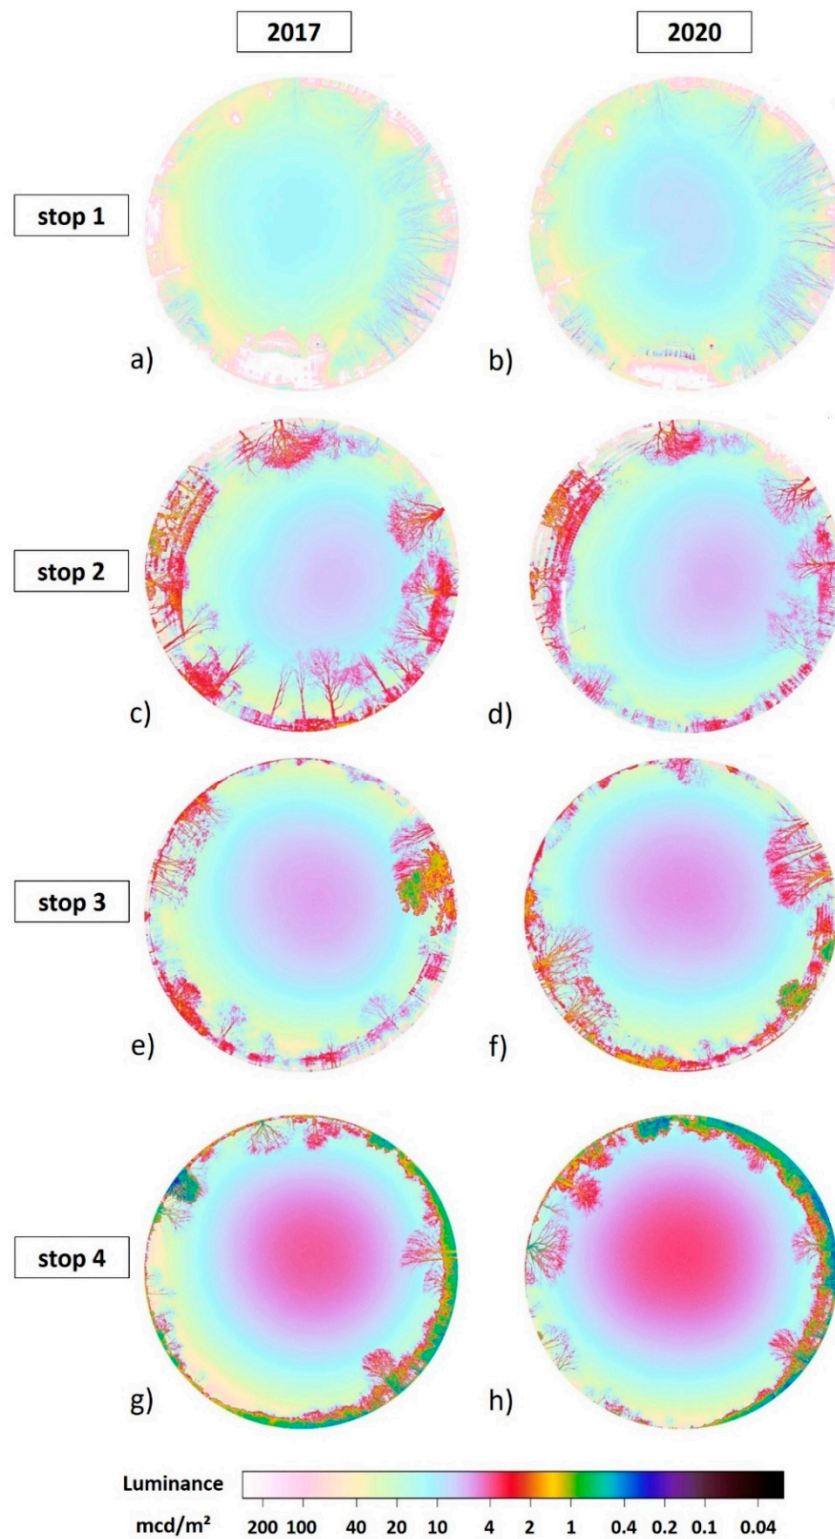 2017 2020
stop 1
a) b)
stop 2
c) d)
stop 3
e) f)
stop 4
g) h)
Luminance
mcd/m² 200 100 40 20 10 4 2 1 0.4 0.2 0.1 0.04